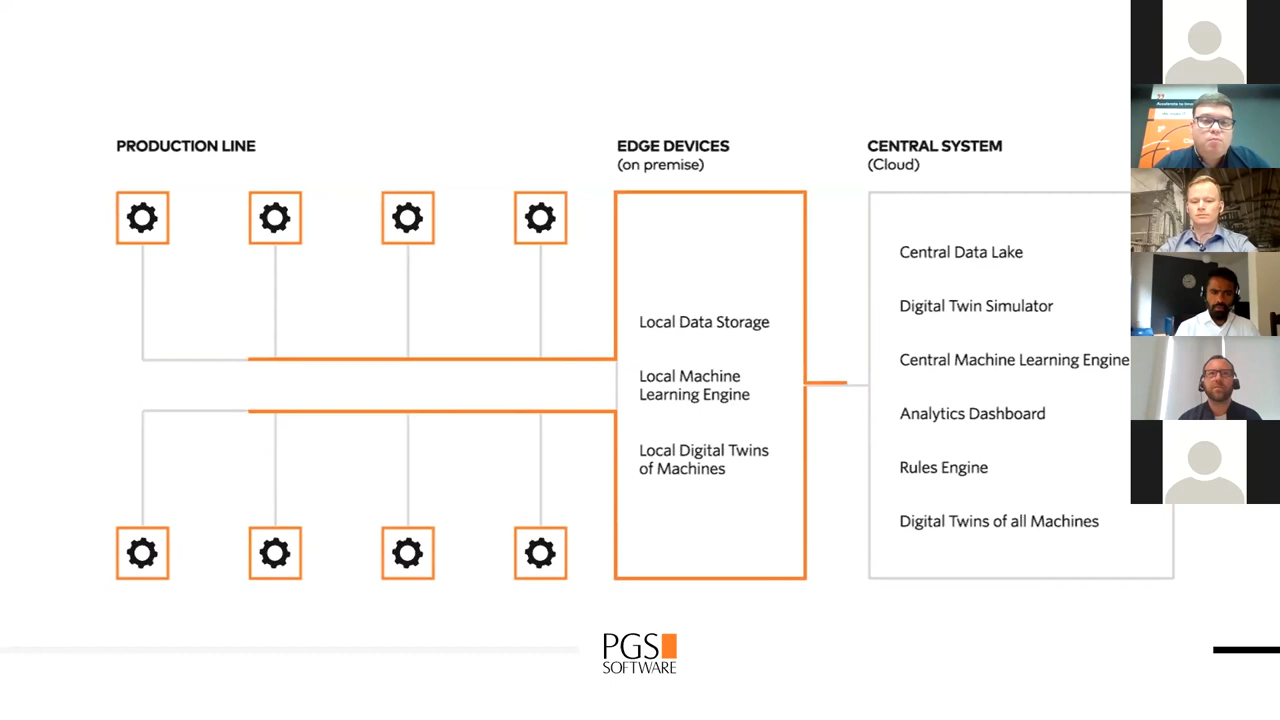 PRODUCTION LINE
EDGE DEVICES
(on premise)
CENTRAL SYSTEM
(Cloud)
Local Data Storage
Local Machine
Learning Engine
Local Digital Twins
of Machines
Central Data Lake
Digital Twin Simulator
Central Machine Learning Engine
Analytics Dashboard
Rules Engine
Digital Twins of all Machines
PGS
SOFTWARE